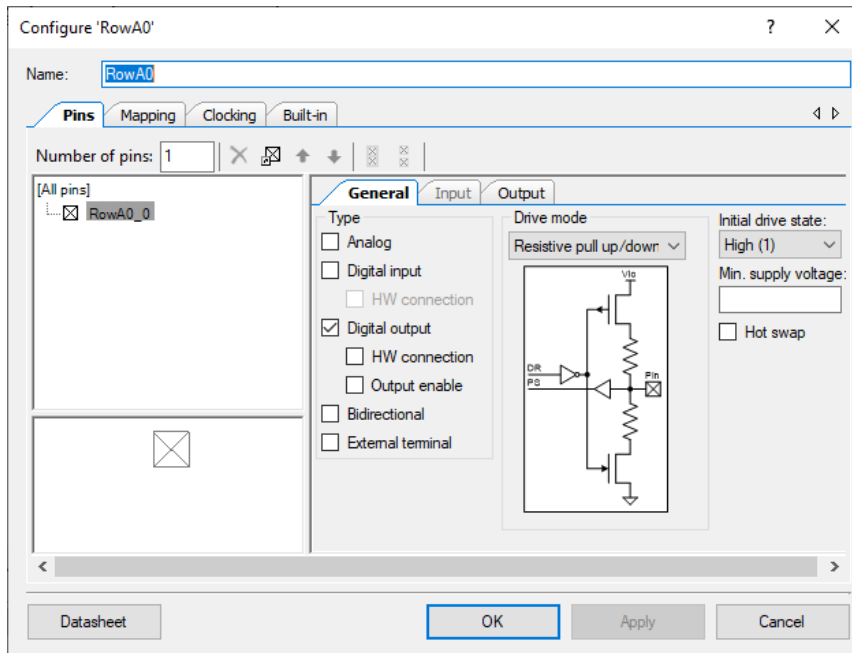 Configure 'RowA0'
?
Name: RowA0
Pins Mapping Clocking Built-in
Number of pins: 1
[All pins]
RowA0_0
General Input Output
Type
Analog
Digital input
HW connection
Digital output
HW connection
Output enable
Bidirectional
External terminal
Drive mode
Resistive pull up/down
Vio
DR
PS
Pin
Initial drive state:
High (1)
Min. supply voltage:
Hot swap
Datasheet OK Apply Cancel